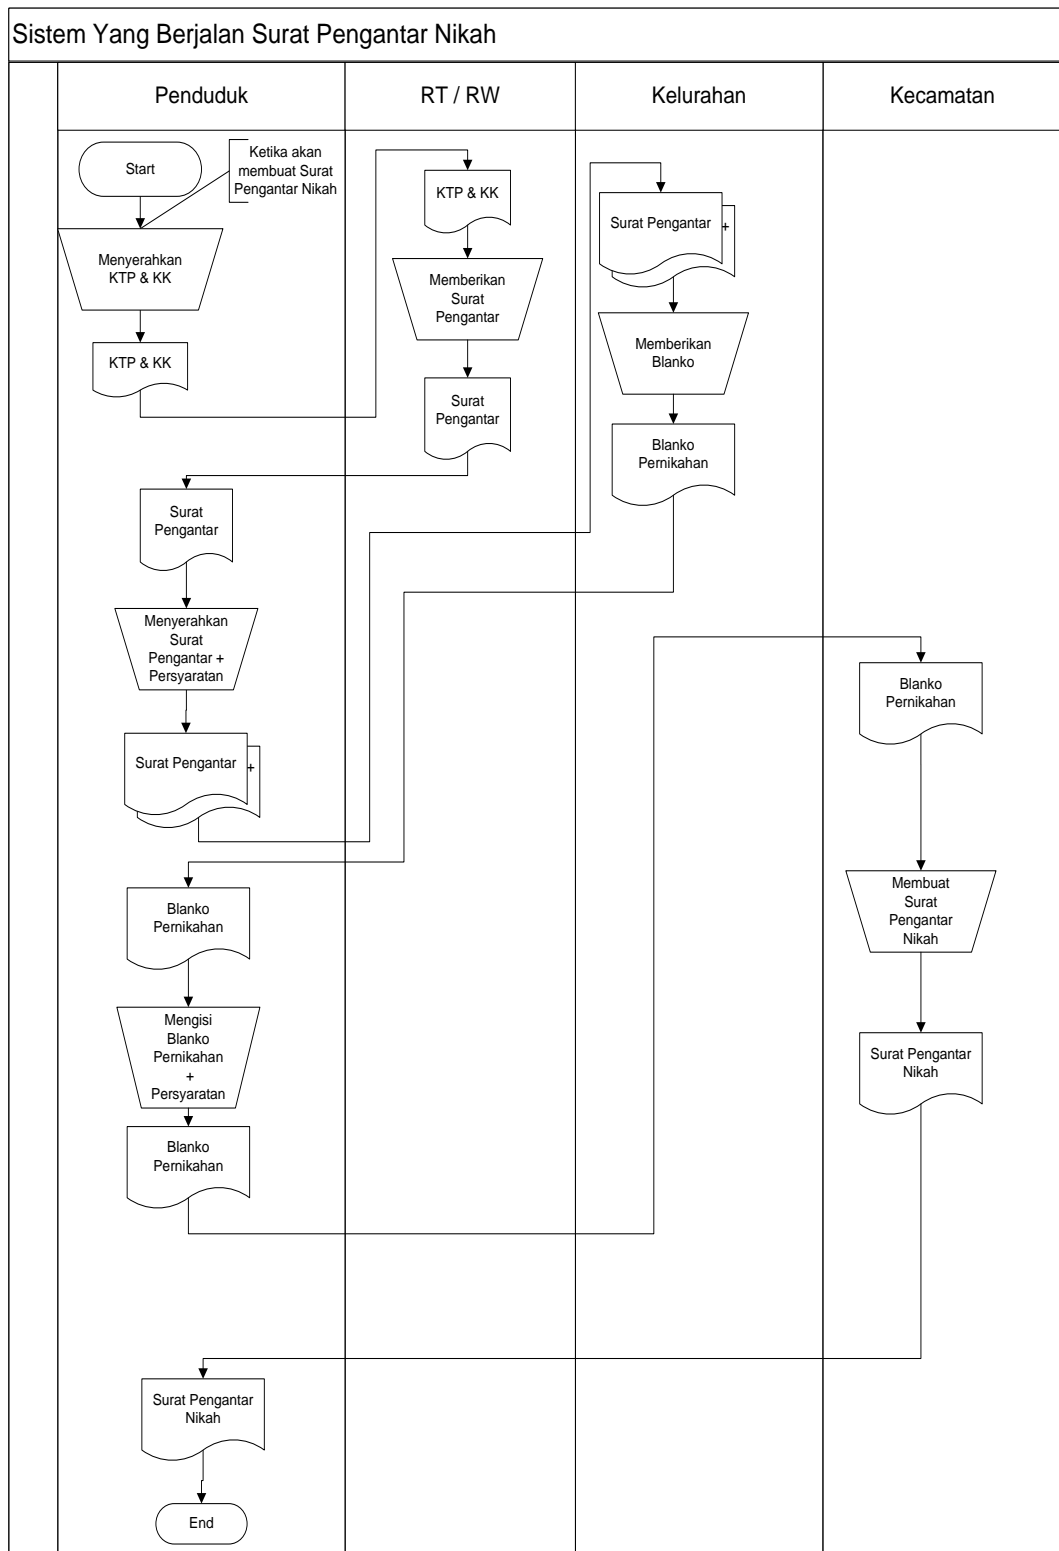 Sistem Yang Berjalan Surat Pengantar Nikah
Penduduk
RT / RW
Kelurahan
Kecamatan
Start
Ketika akan
membuat Surat
Pengantar Nikah
Menyerahkan
KTP & KK
KTP & KK
KTP & KK
Memberikan
Surat
Pengantar
Surat
Pengantar
Surat
Pengantar
Menyerahkan
Surat
Pengantar +
Persyaratan
Surat Pengantar
+
Surat Pengantar
+
Memberikan
Blanko
Blanko
Pernikahan
Blanko
Pernikahan
Mengisi
Blanko
Pernikahan
+
Persyaratan
Blanko
Pernikahan
Blanko
Pernikahan
Membuat
Surat
Pengantar
Nikah
Surat Pengantar
Nikah
Surat Pengantar
Nikah
End